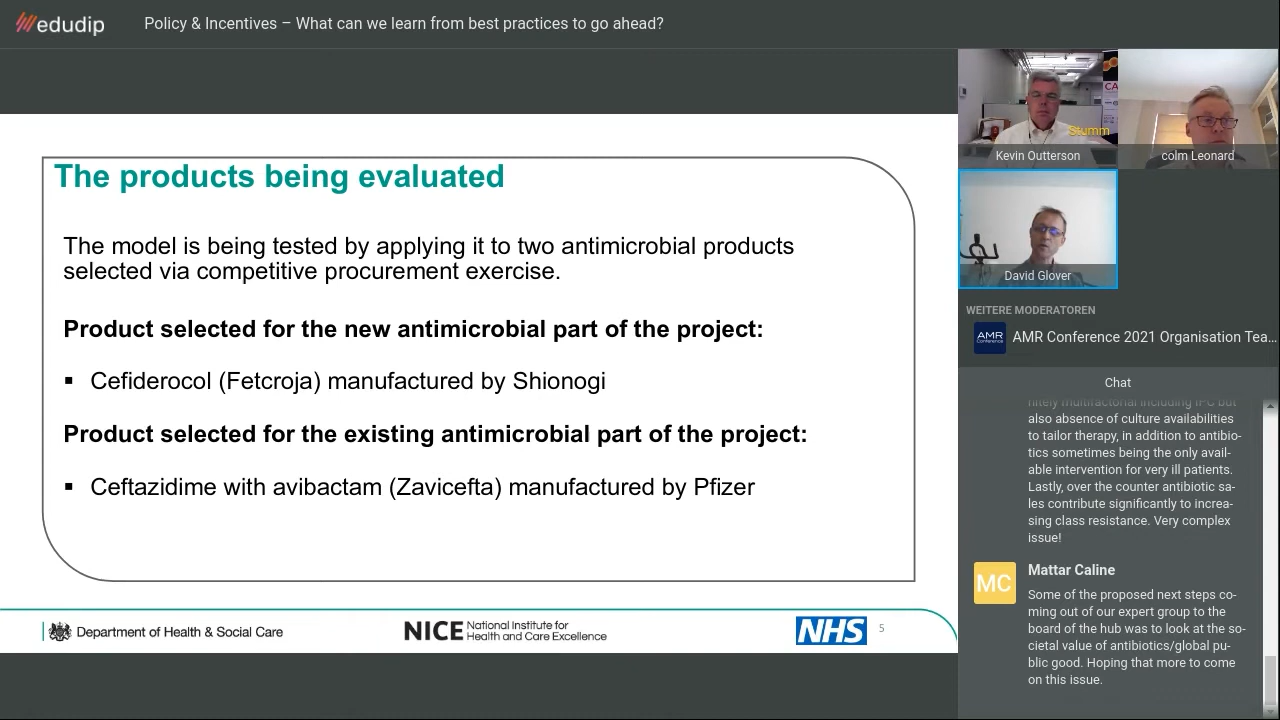 edudip
Policy & Incentives – What can we learn from best practices to go ahead?
The products being evaluated
The model is being tested by applying it to two antimicrobial products
selected via competitive procurement exercise.
Product selected for the new antimicrobial part of the project:
▪ Cefiderocol (Fetcroja) manufactured by Shionogi
Product selected for the existing antimicrobial part of the project:
▪ Ceftazidime with avibactam (Zavicefta) manufactured by Pfizer
Department of Health & Social Care
NICE National Institute for
Health and Care Excellence
NHS
5
CA
Stumm
Kevin Outterson
colm Leonard
David Glover
WEITERE MODERATOREN
AMR
Conference
AMR Conference 2021 Organisation Tea...
Chat
nitely multifactorial including IPC but
also absence of culture availabilities
to tailor therapy, in addition to antibio-
tics sometimes being the only avail-
able intervention for very ill patients.
Lastly, over the counter antibiotic sa-
les contribute significantly to increa-
sing class resistance. Very complex
issue!
MC
Mattar Caline
Some of the proposed next steps co-
ming out of our expert group to the
board of the hub was to look at the so-
cietal value of antibiotics/global pu-
blic good. Hoping that more to come
on this issue.